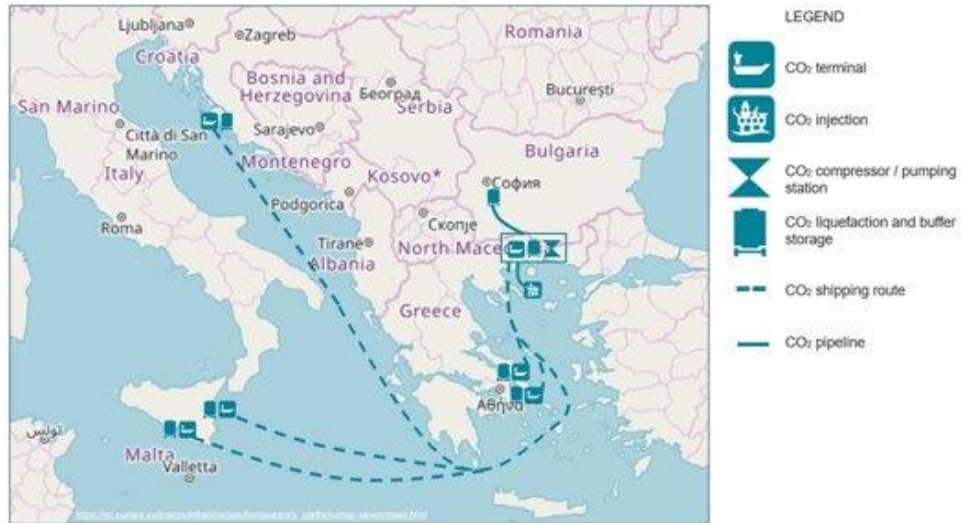 LEGEND
CO₂ terminal
CO₂ injection
CO₂ compressor / pumping
station
CO₂ liquefaction and buffer
storage
CO₂ shipping route
CO₂ pipeline
Ljubljana
Zagreb
Romania
Croatia
Bosnia and
Herzegovina
Београд
Serbia
București
San Marino
Città di San
Marino
Sarajevo
Italy
Montenegro
Kosovo*
Bulgaria
София
Podgorica
Roma
Скопје
Tiranë
North Mace
Albania
Greece
Αθήνα
تونس
Malta
Valletta